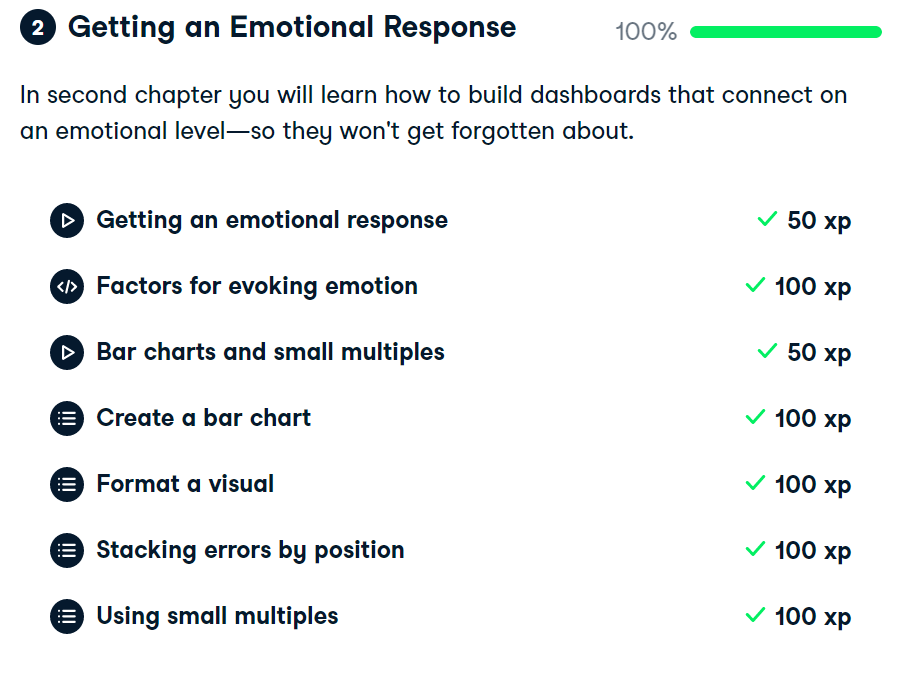 2 Getting an Emotional Response 100%
In second chapter you will learn how to build dashboards that connect on
an emotional level—so they won't get forgotten about.
Getting an emotional response 50 xp
</> Factors for evoking emotion 100 xp
Bar charts and small multiples 50 xp
Create a bar chart 100 xp
Format a visual 100 xp
Stacking errors by position 100 xp
Using small multiples 100 xp